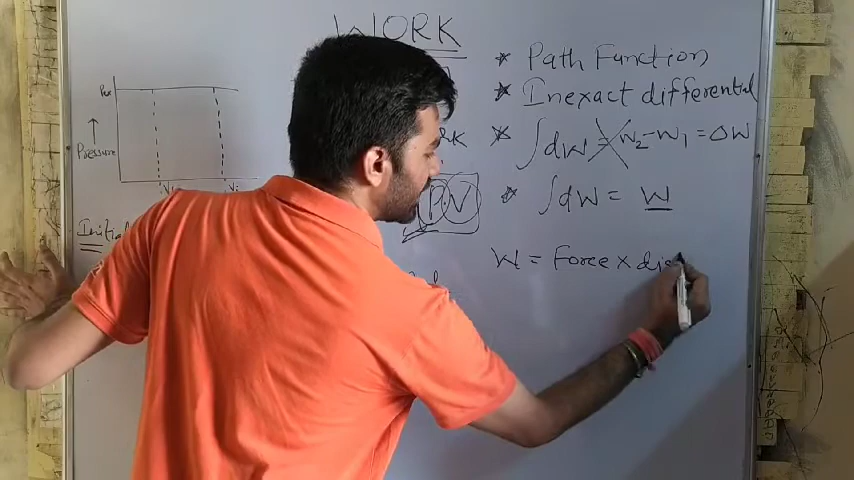 WORK
* Path Function
* Inexact differential
* ∫dW = W₂-W₁ = ΔW
* ∫dW = W
W = Force × dis
Pressure
P.V